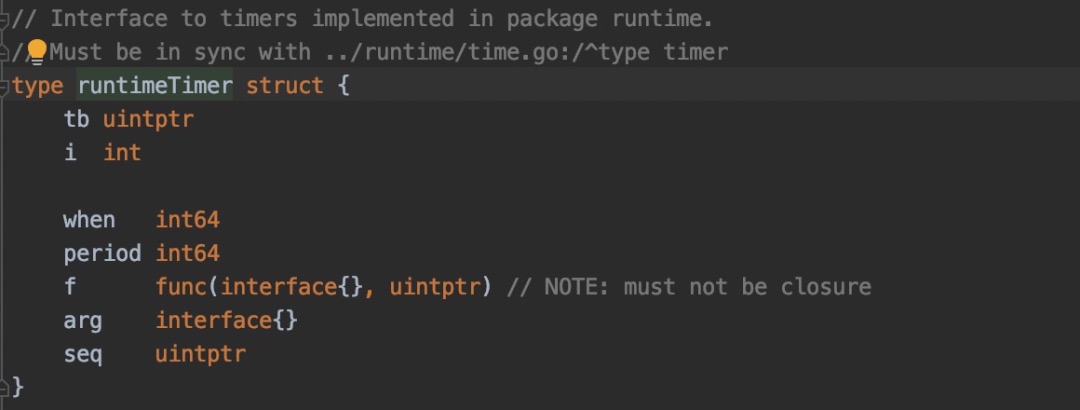 // Interface to timers implemented in package runtime.
// Must be in sync with ../runtime/time.go:/^type timer
type runtimeTimer struct {
tb uintptr
i int
when int64
period int64
f func(interface{}, uintptr) // NOTE: must not be closure
arg interface{}
seq uintptr
}